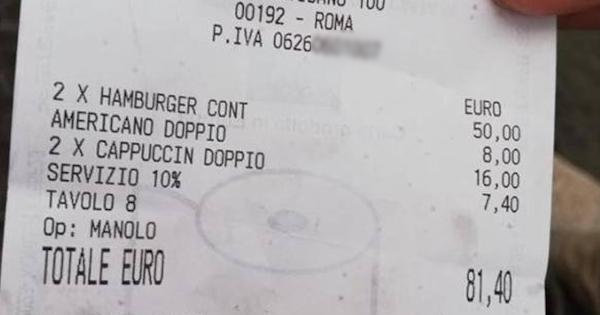 100
00192 - ROMA
P.IVA 0626
2 X HAMBURGER CONT
EURO
50,00
AMERICANO DOPPIO 8,00
2 X CAPPUCCIN DOPPIO 16,00
SERVIZIO 10% 7,40
TAVOLO 8
Op: MANOLO
TOTALE EURO 81,40